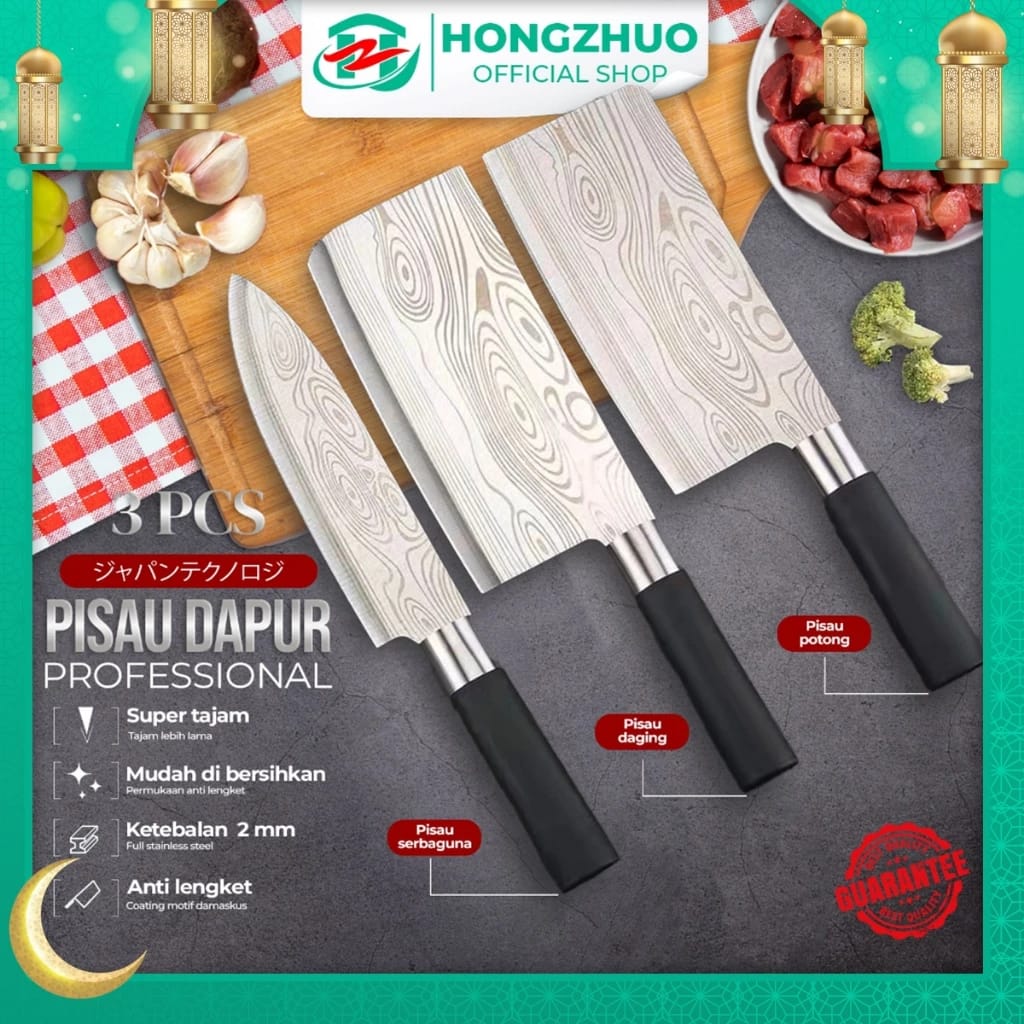 HONGZHUO
OFFICIAL SHOP
3 PCS
ジャパンテクノロジ
PISAU DAPUR
PROFESSIONAL
Super tajam
Tajam lebih lama
Mudah di bersihkan
Permukaan anti lengket
Ketebalan 2 mm
Full stainless steel
Anti lengket
Coating motif damaskus
Pisau
serbaguna
Pisau
daging
Pisau
potong
GUARANTEE
BEST QUALITY